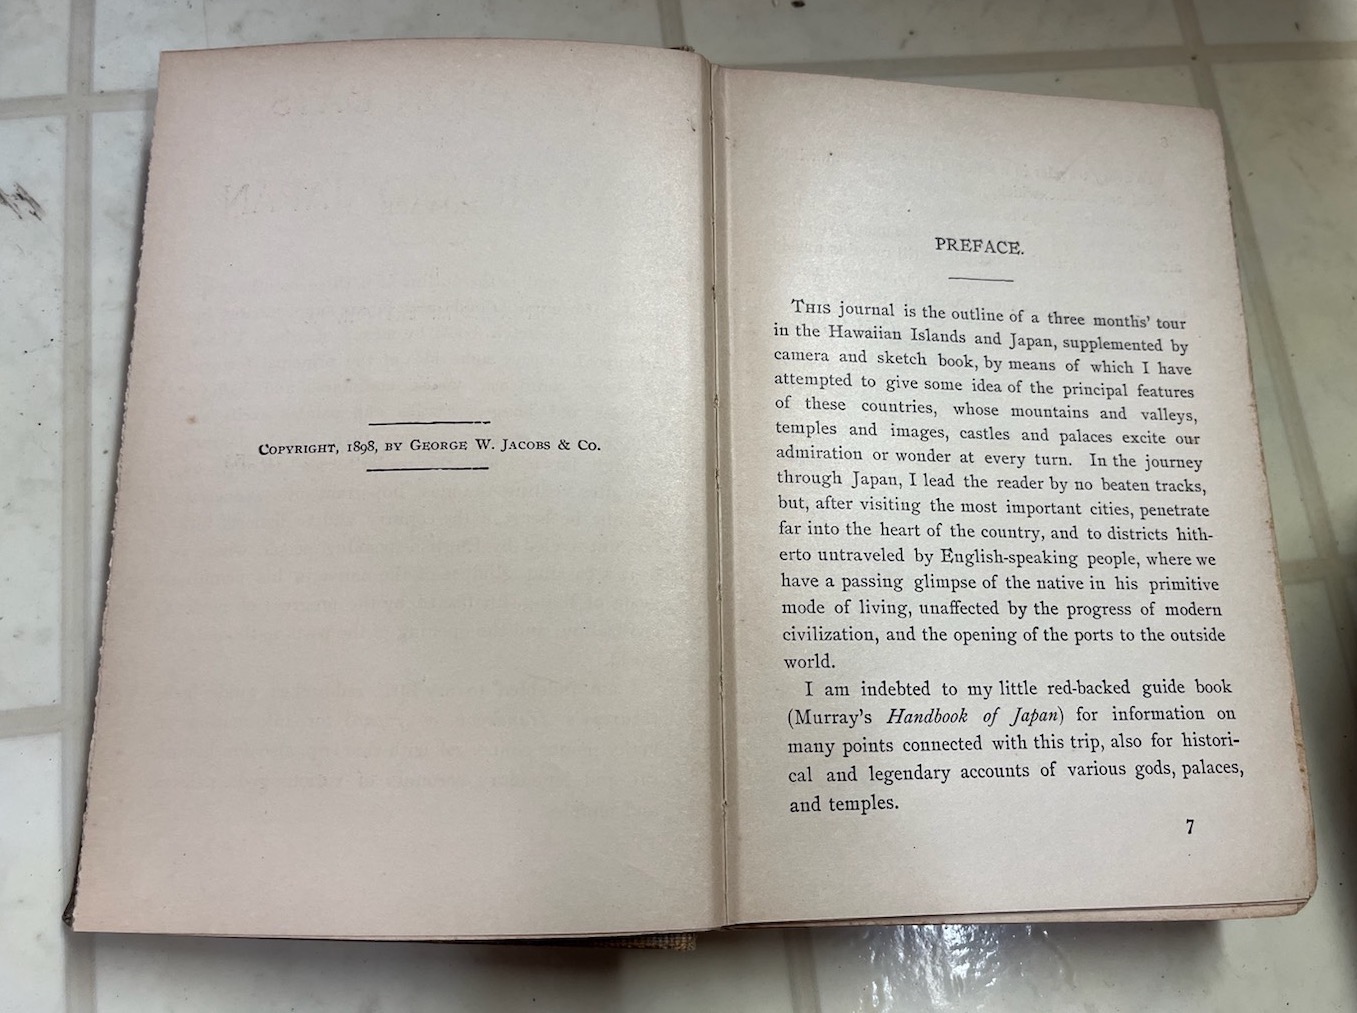 COPYRIGHT, 1898, BY GEORGE W. JACOBS & CO.
PREFACE.
THIS journal is the outline of a three months' tour
in the Hawaiian Islands and Japan, supplemented by
camera and sketch book, by means of which I have
attempted to give some idea of the principal features
of these countries, whose mountains and valleys,
temples and images, castles and palaces excite our
admiration or wonder at every turn. In the journey
through Japan, I lead the reader by no beaten tracks,
but, after visiting the most important cities, penetrate
far into the heart of the country, and to districts hith-
erto untraveled by English-speaking people, where we
have a passing glimpse of the native in his primitive
mode of living, unaffected by the progress of modern
civilization, and the opening of the ports to the outside
world.
I am indebted to my little red-backed guide book
(Murray's Handbook of Japan) for information on
many points connected with this trip, also for histori-
cal and legendary accounts of various gods, palaces,
and temples.
7